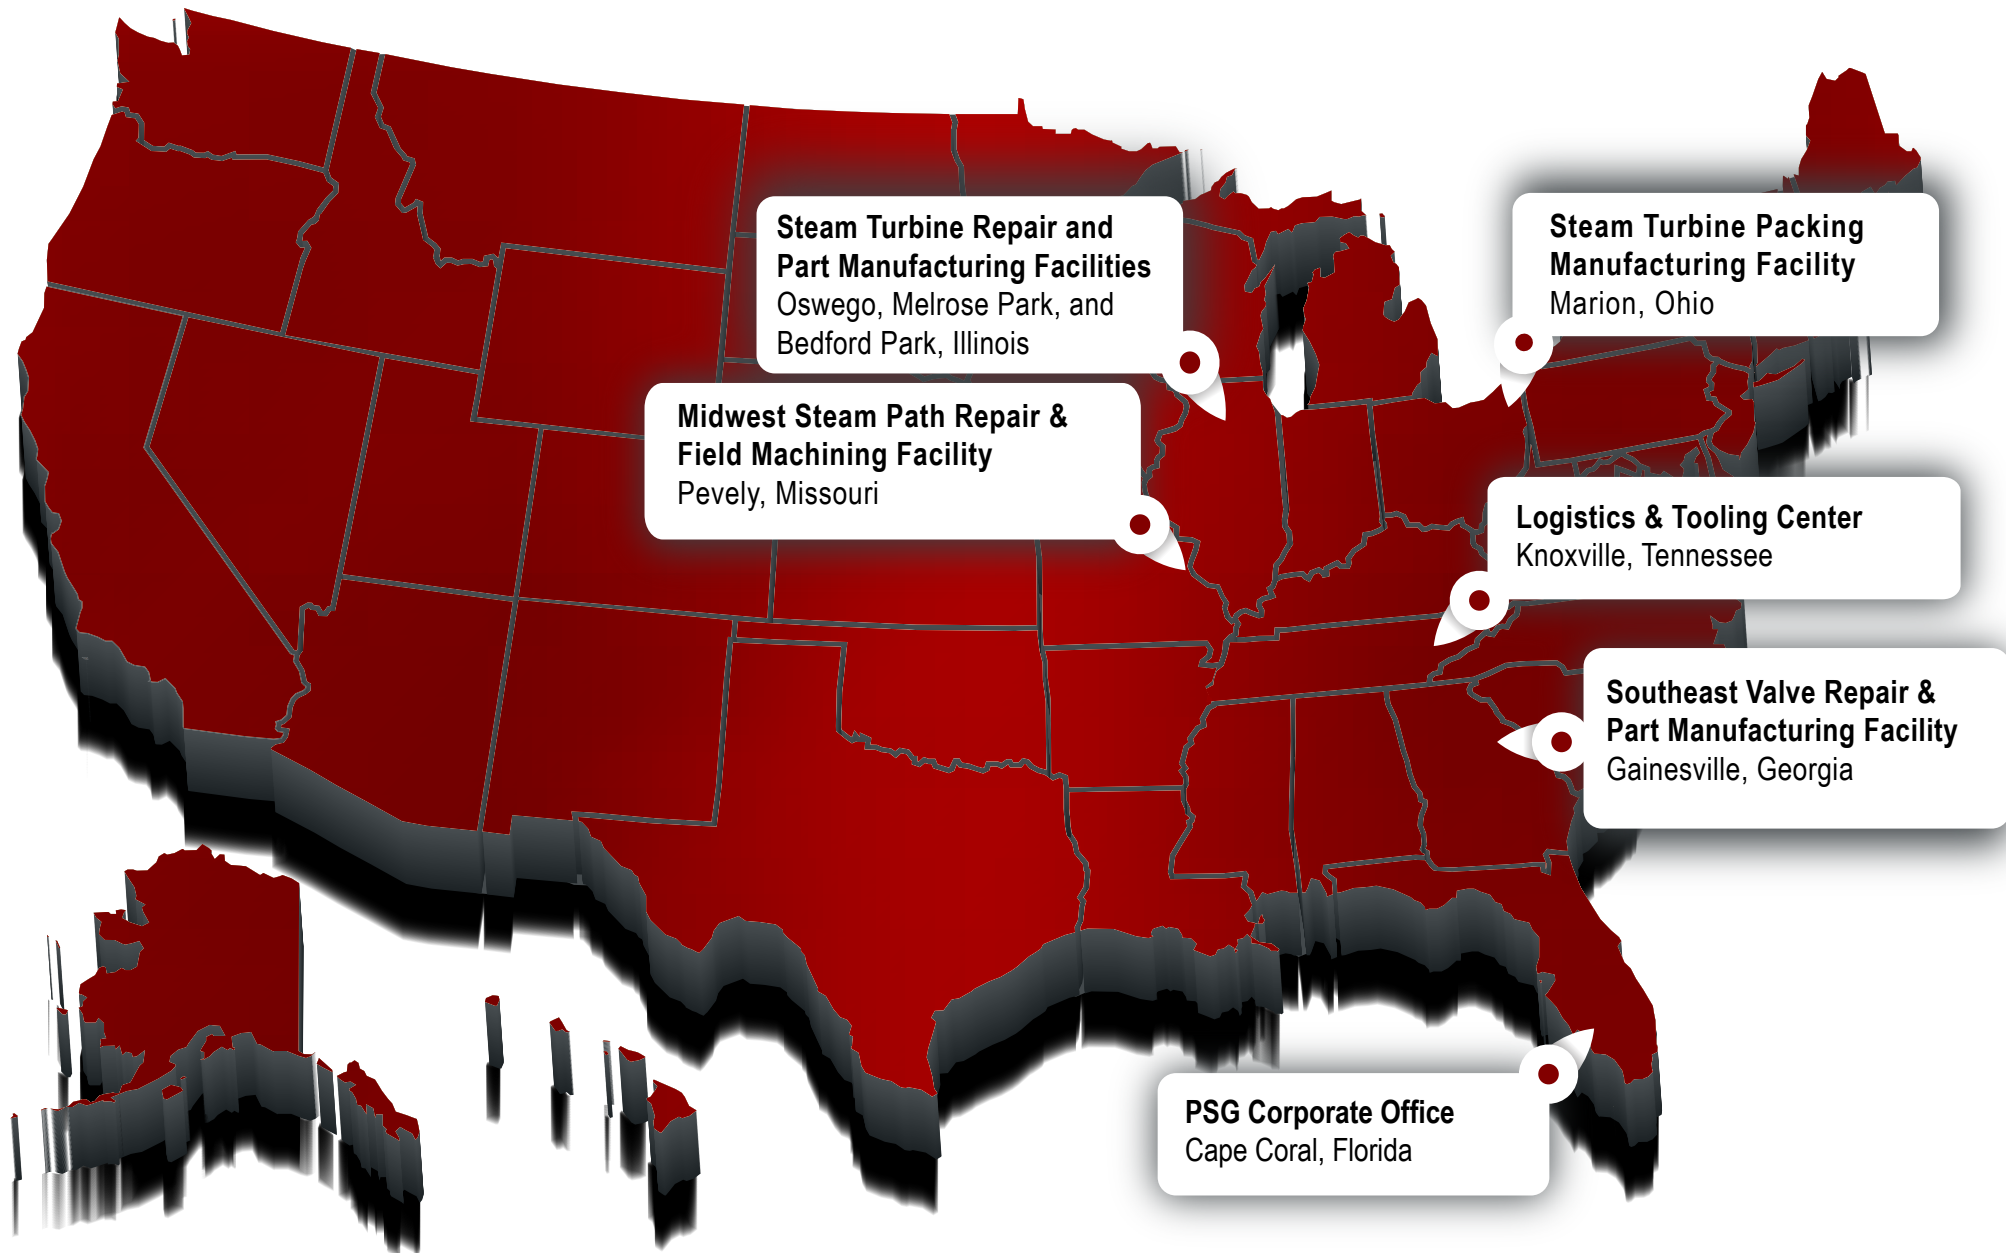 Steam Turbine Repair and
Part Manufacturing Facilities
Oswego, Melrose Park, and
Bedford Park, Illinois
Steam Turbine Packing
Manufacturing Facility
Marion, Ohio
Midwest Steam Path Repair &
Field Machining Facility
Pevely, Missouri
Logistics & Tooling Center
Knoxville, Tennessee
Southeast Valve Repair &
Part Manufacturing Facility
Gainesville, Georgia
PSG Corporate Office
Cape Coral, Florida